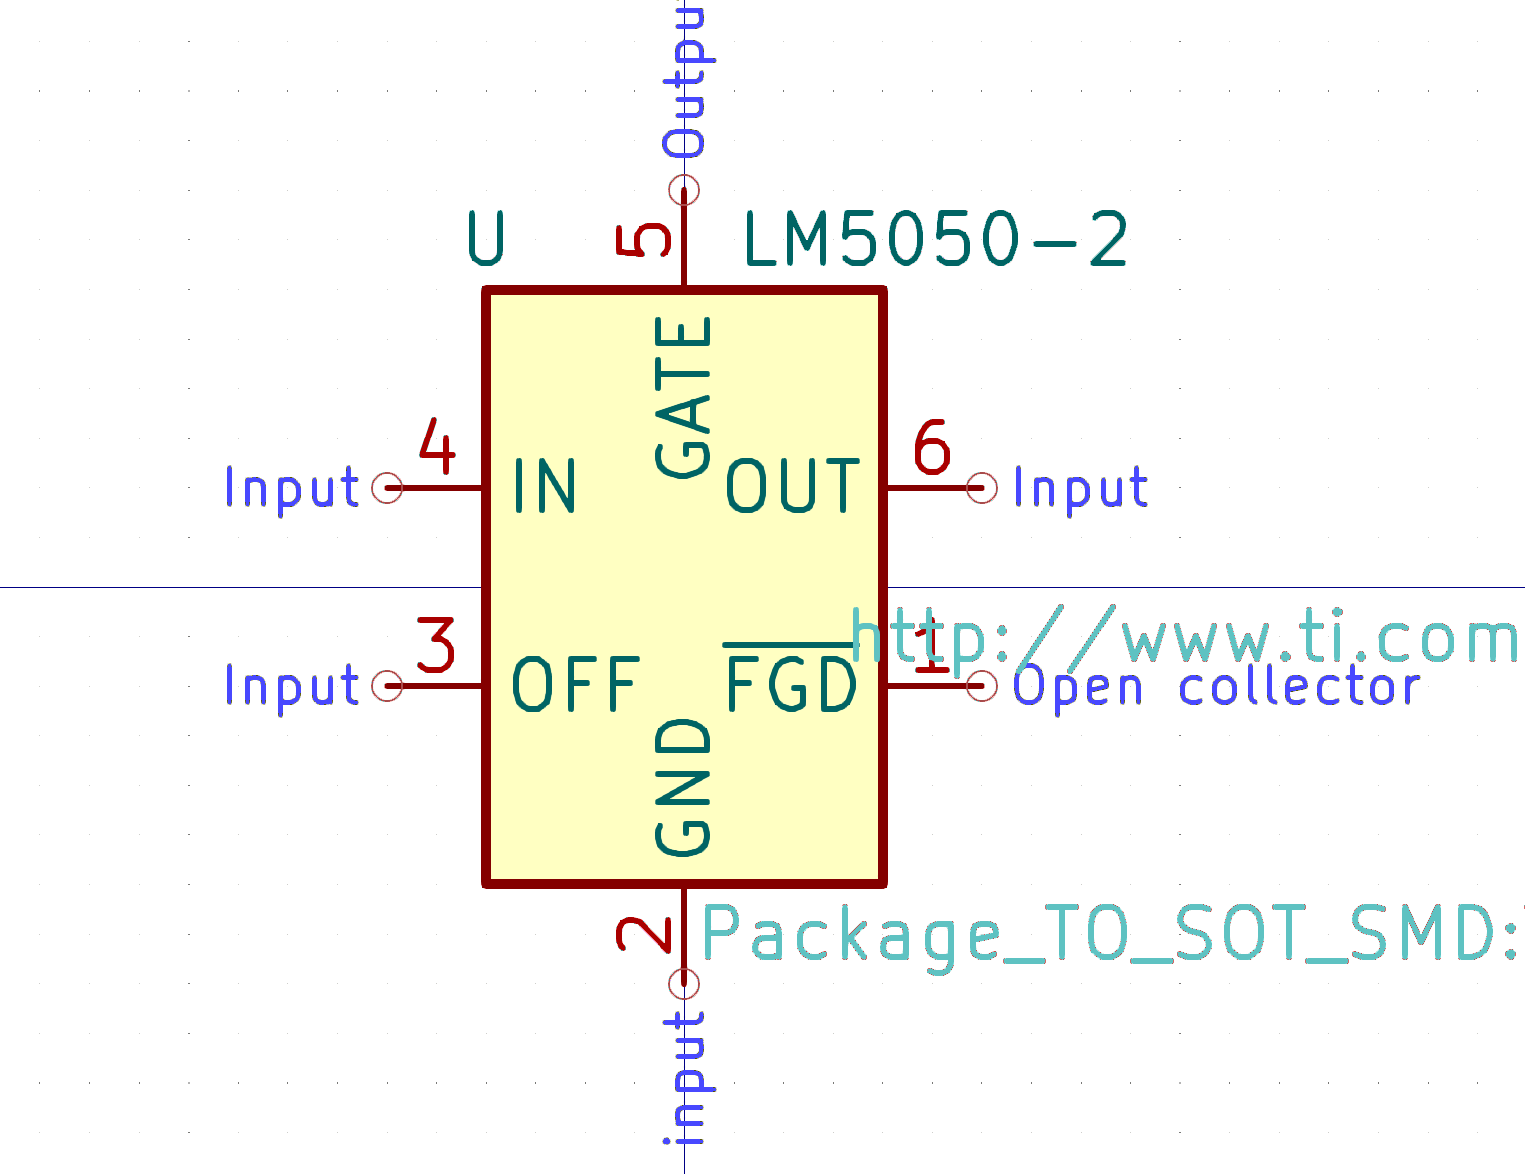 Outpu
U
5
LM5050-2
GATE
4
6
Input
IN
OUT
Input
http://www.ti.com
3
1
Input
OFF
FGD
Open collector
GND
2
Package_TO_SOT_SMD:
input